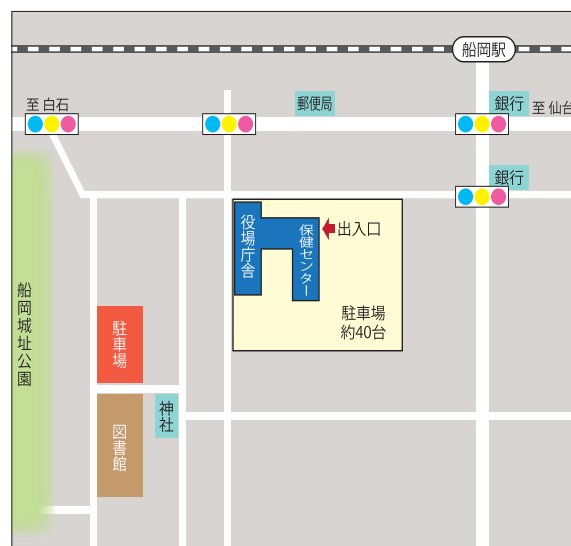 船岡駅
至 白石
郵便局
銀行
至 仙台
銀行
役場庁舎
保健センター
出入口
駐車場
約40台
船岡城址公園
駐車場
神社
図書館